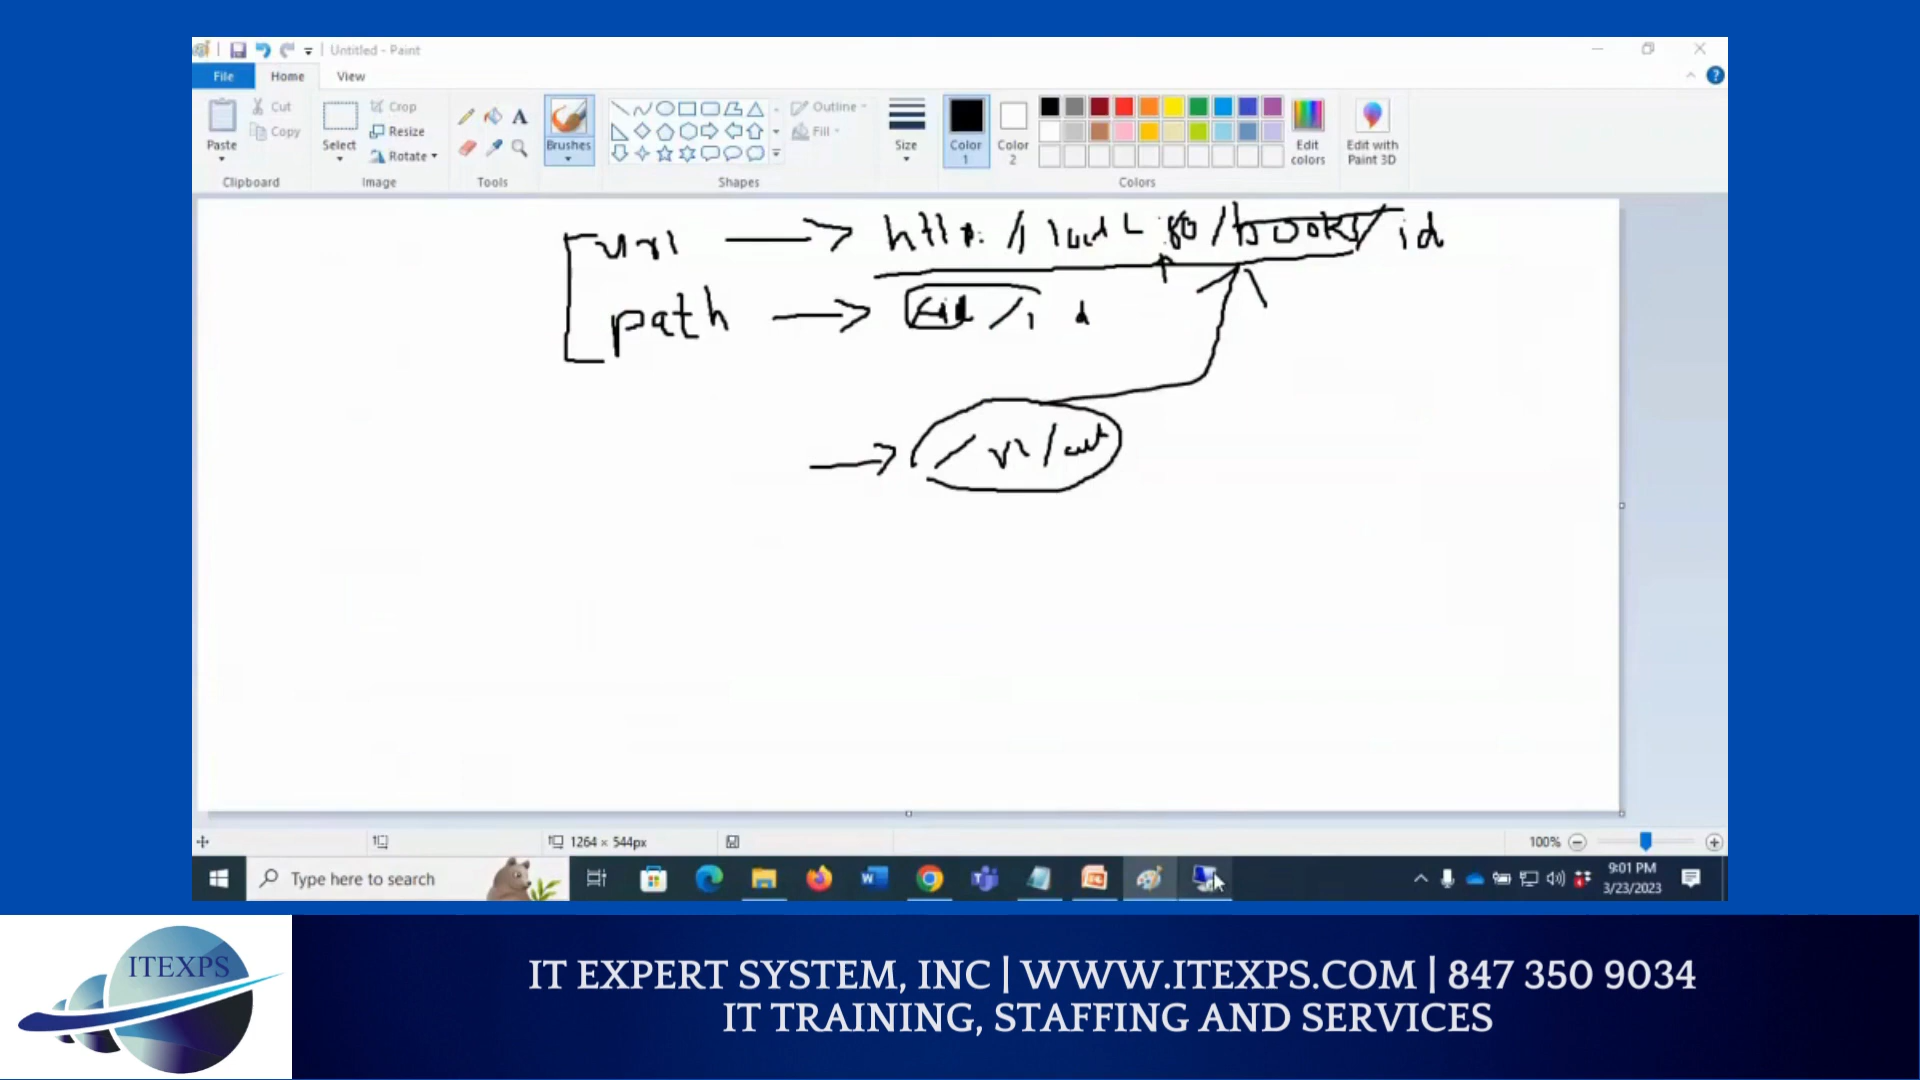 Untitled - Paint
File Home View
Cut Crop Outline
Copy Resize Fill
Paste Select Rotate Brushes Size Color 1 Color 2 Edit colors Edit with Paint 3D
Clipboard Image Tools Shapes Colors
url → /books/ id
path →
→
1264 × 544px 100%
Type here to search 9:01 PM
3/23/2023
ITEXPS
IT EXPERT SYSTEM, INC | WWW.ITEXPS.COM | 847 350 9034
IT TRAINING, STAFFING AND SERVICES